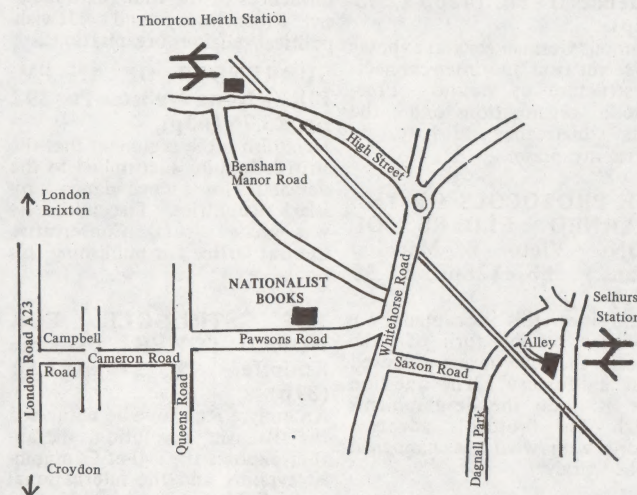 Thornton Heath Station
High Street
Bensham
Manor Road
London
Brixton
NATIONALIST
BOOKS
Whitehorse Road
Selhurs
Station
London Road A23
Campbell
Road
Cameron Road
Queens Road
Pawsons Road
Saxon Road
Alley
Dagnall Park
Croydon